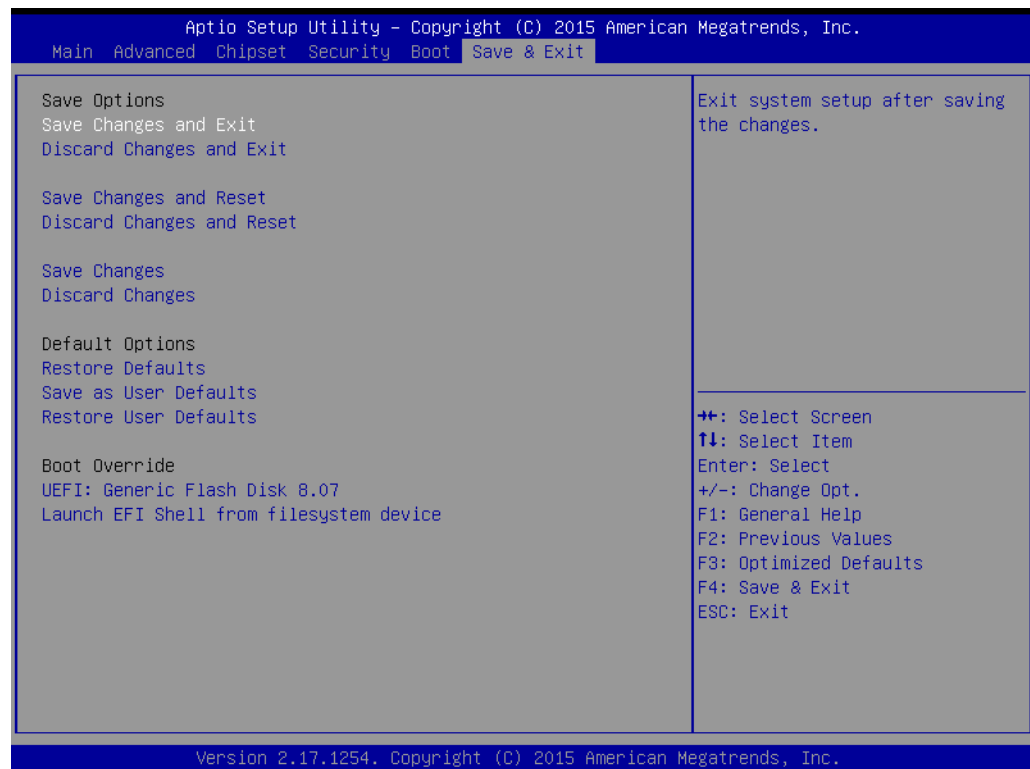 Aptio Setup Utility – Copyright (C) 2015 American Megatrends, Inc.
Main Advanced Chipset Security Boot Save & Exit
Save Options
Save Changes and Exit
Discard Changes and Exit
Save Changes and Reset
Discard Changes and Reset
Save Changes
Discard Changes
Default Options
Restore Defaults
Save as User Defaults
Restore User Defaults
Boot Override
UEFI: Generic Flash Disk 8.07
Launch EFI Shell from filesystem device
Exit system setup after saving
the changes.
→←: Select Screen
↑↓: Select Item
Enter: Select
+/-: Change Opt.
F1: General Help
F2: Previous Values
F3: Optimized Defaults
F4: Save & Exit
ESC: Exit
Version 2.17.1254. Copyright (C) 2015 American Megatrends, Inc.